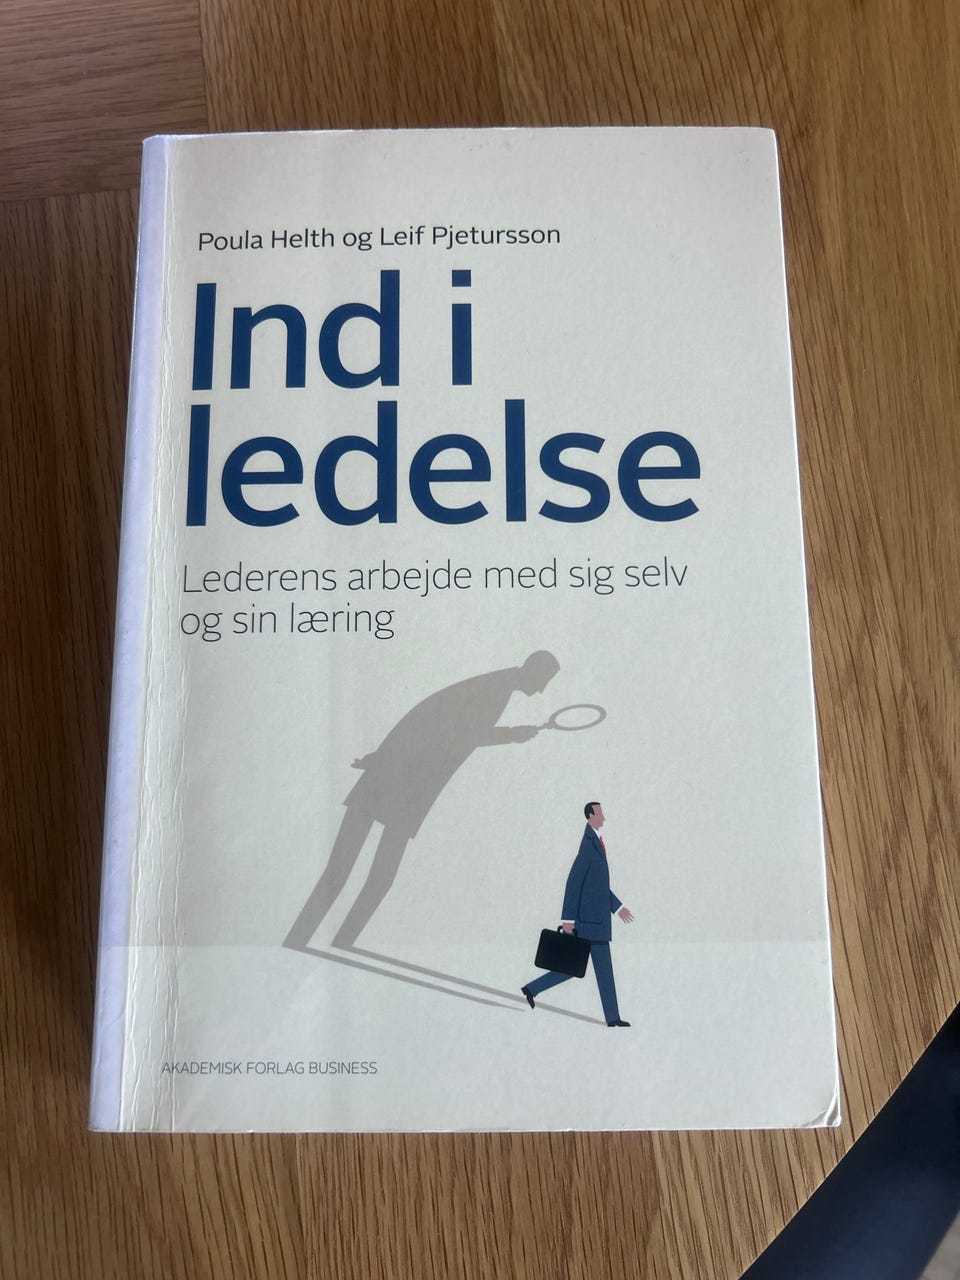 Poula Helth og Leif Pjetursson
Ind i
ledelse
Lederens arbejde med sig selv
og sin læring
AKADEMISK FORLAG BUSINESS